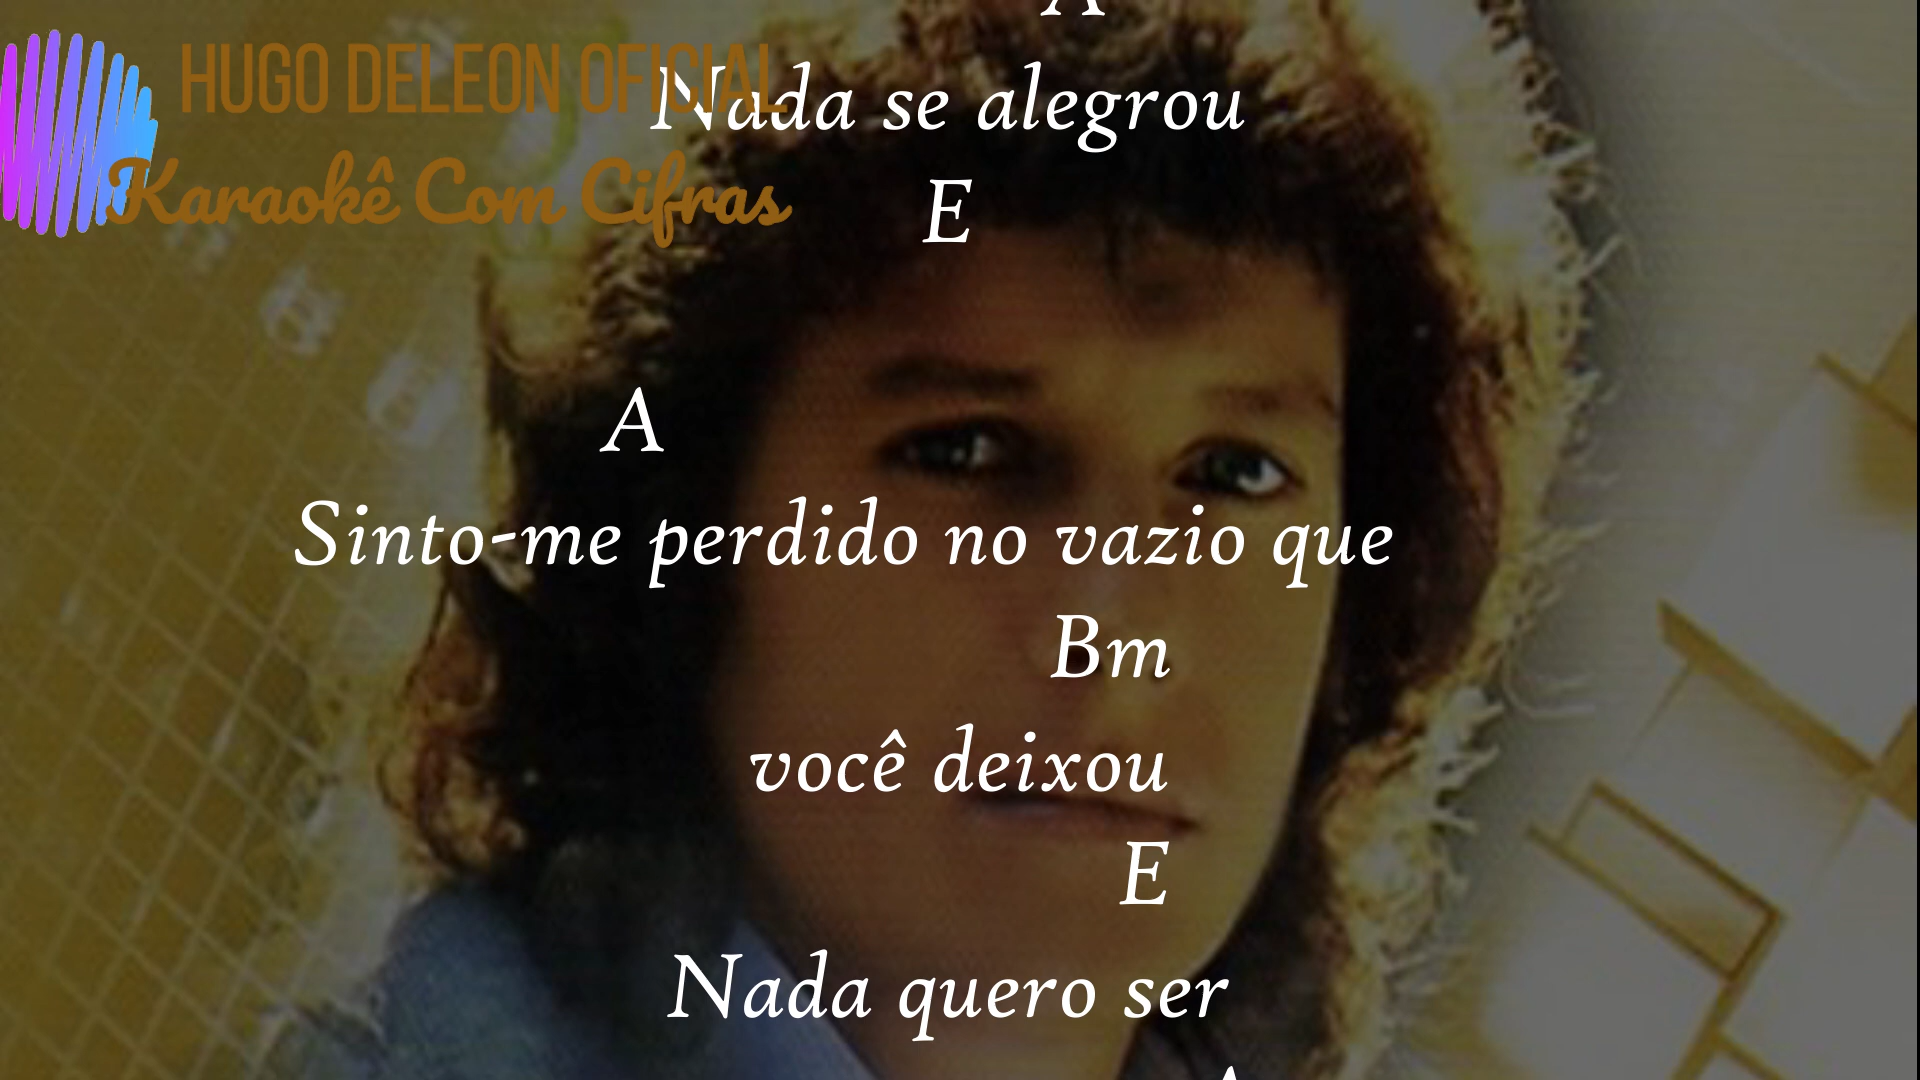 A
HUGO DELEON OFICIAL
Nada se alegrou
Karaokê Com Cifras
E
A
Sinto-me perdido no vazio que
Bm
você deixou
E
Nada quero ser
A